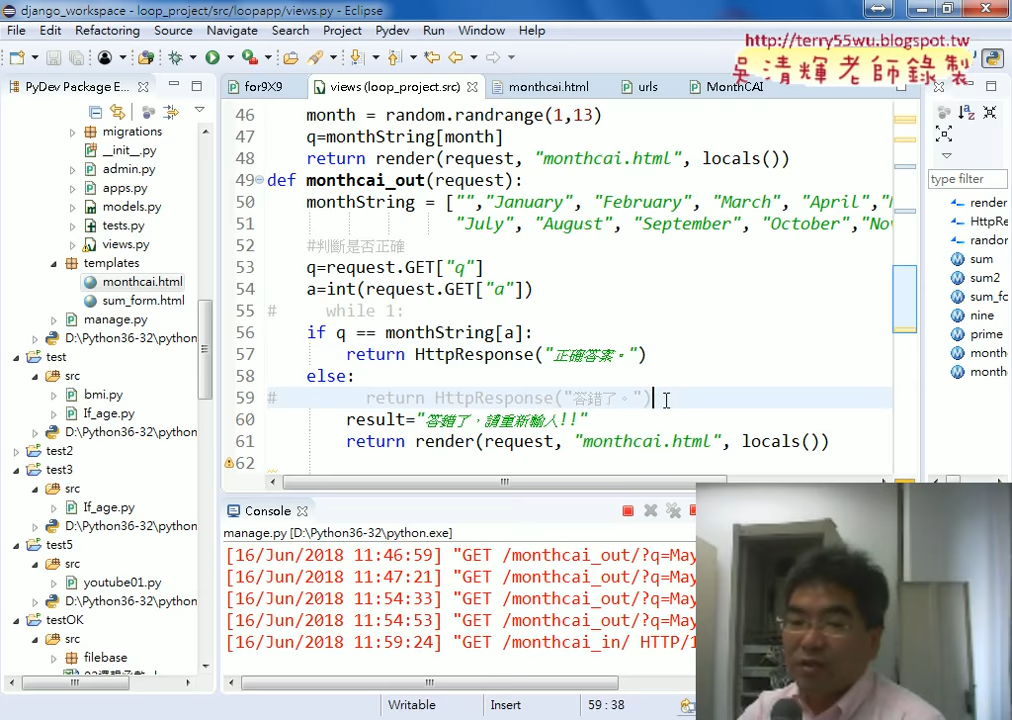 django_workspace - loop_project/src/loopapp/views.py - Eclipse
File Edit Refactoring Source Navigate Search Project Pydev Run Window Help
http://terry55wu.blogspot.tw
吳清輝老師錄製
PyDev Package E...
for9X9
views (loop_project.src)
monthcai.html
urls
MonthCAI
migrations
__init__.py
admin.py
apps.py
models.py
tests.py
views.py
templates
monthcai.html
sum_form.html
manage.py
D:\Python36-32\python
test
src
bmi.py
If_age.py
D:\Python36-32\python
test2
test3
src
If_age.py
D:\Python36-32\python
test5
src
youtube01.py
D:\Python36-32\python
testOK
src
filebase
46 month = random.randrange(1,13)
47 q=monthString[month]
48 return render(request, "monthcai.html", locals())
49 def monthcai_out(request):
50 monthString = ["","January", "February", "March", "April",
51 "July", "August", "September", "October","Nov
52 #判斷是否正確
53 q=request.GET["q"]
54 a=int(request.GET["a"])
55 # while 1:
56 if q == monthString[a]:
57 return HttpResponse("正確答案。")
58 else:
59 # return HttpResponse("答錯了。")
60 result="答錯了，請重新輸入!!"
61 return render(request, "monthcai.html", locals())
62
type filter
render
HttpRe
randor
sum
sum2
sum_fo
nine
prime
month
month
Console
manage.py [D:\Python36-32\python.exe]
[16/Jun/2018 11:46:59] "GET /monthcai_out/?q=May
[16/Jun/2018 11:47:21] "GET /monthcai_out/?q=May
[16/Jun/2018 11:54:33] "GET /monthcai_out/?q=May
[16/Jun/2018 11:54:53] "GET /monthcai_out/?q=May
[16/Jun/2018 11:59:24] "GET /monthcai_in/ HTTP/1
Writable Insert 59 : 38